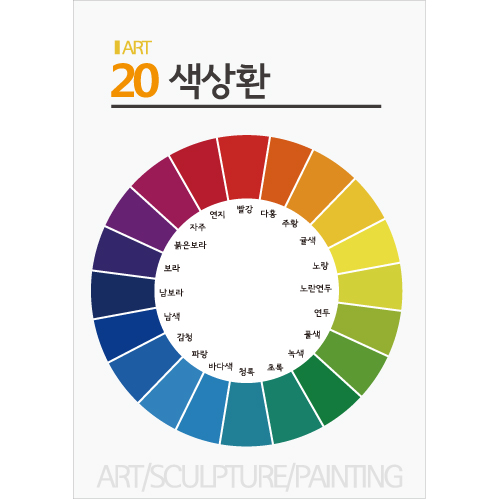 ART
20 색상환
빨강
다홍
주황
귤색
노랑
노란연두
연두
풀색
녹색
초록
청록
바다색
파랑
감청
남색
남보라
보라
붉은보라
자주
연지
ART/SCULPTURE/PAINTING